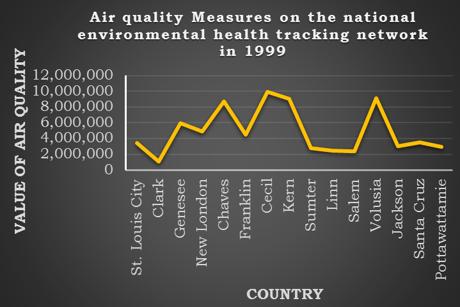 Air quality Measures on the national
environmental health tracking network
in 1999
VALUE OF AIR QUALITY
12,000,000
10,000,000
8,000,000
6,000,000
4,000,000
2,000,000
0
St. Louis City
Clark
Genesee
New London
Chaves
Franklin
Cecil
Kern
Sumter
Linn
Salem
Volusia
Jackson
Santa Cruz
Pottawattamie
COUNTRY